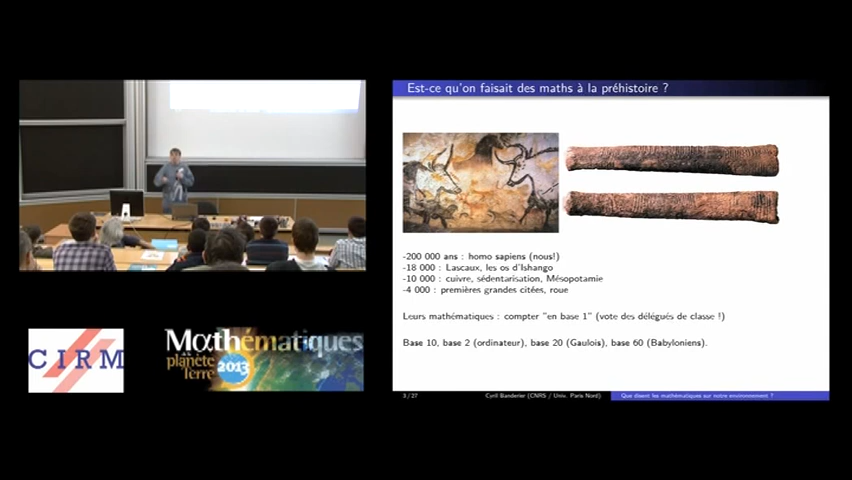 Est-ce qu'on faisait des maths à la préhistoire ?
-200 000 ans : homo sapiens (nous!)
-18 000 : Lascaux, les os d'Ishango
-10 000 : cuivre, sédentarisation, Mésopotamie
-4 000 : premières grandes citées, roue
Leurs mathématiques : compter "en base 1" (vote des délégués de classe !)
Base 10, base 2 (ordinateur), base 20 (Gaulois), base 60 (Babyloniens).
3 / 27
Cyril Banderier (CNRS / Univ. Paris Nord)
Que disent les mathématiques sur notre environnement ?
CIRM
Mαthématiques
planète
Terre
2013